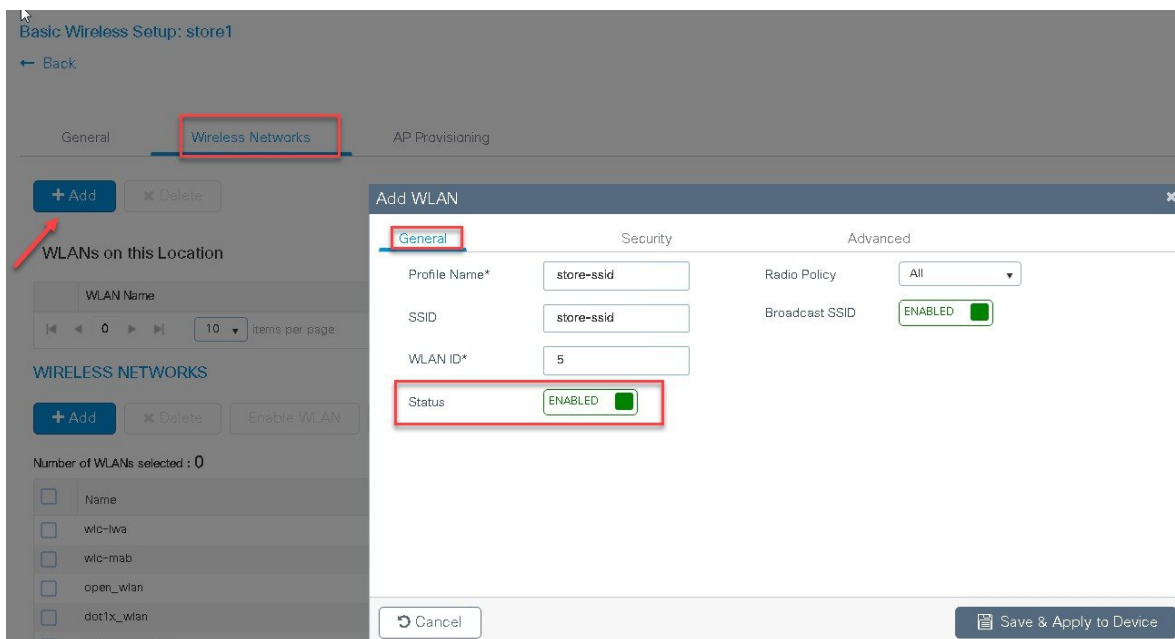 Basic Wireless Setup: store1
← Back
General Wireless Networks AP Provisioning
+ Add ✖ Delete
WLANs on this Location
WLAN Name
0 10 items per page
WIRELESS NETWORKS
+ Add ✖ Delete Enable WLAN
Number of WLANs selected : 0
Name
wlc-lwa
wlc-mab
open_wlan
dot1x_wlan
Add WLAN ✖
General Security Advanced
Profile Name* store-ssid Radio Policy All
SSID store-ssid Broadcast SSID ENABLED
WLAN ID* 5
Status ENABLED
Cancel Save & Apply to Device